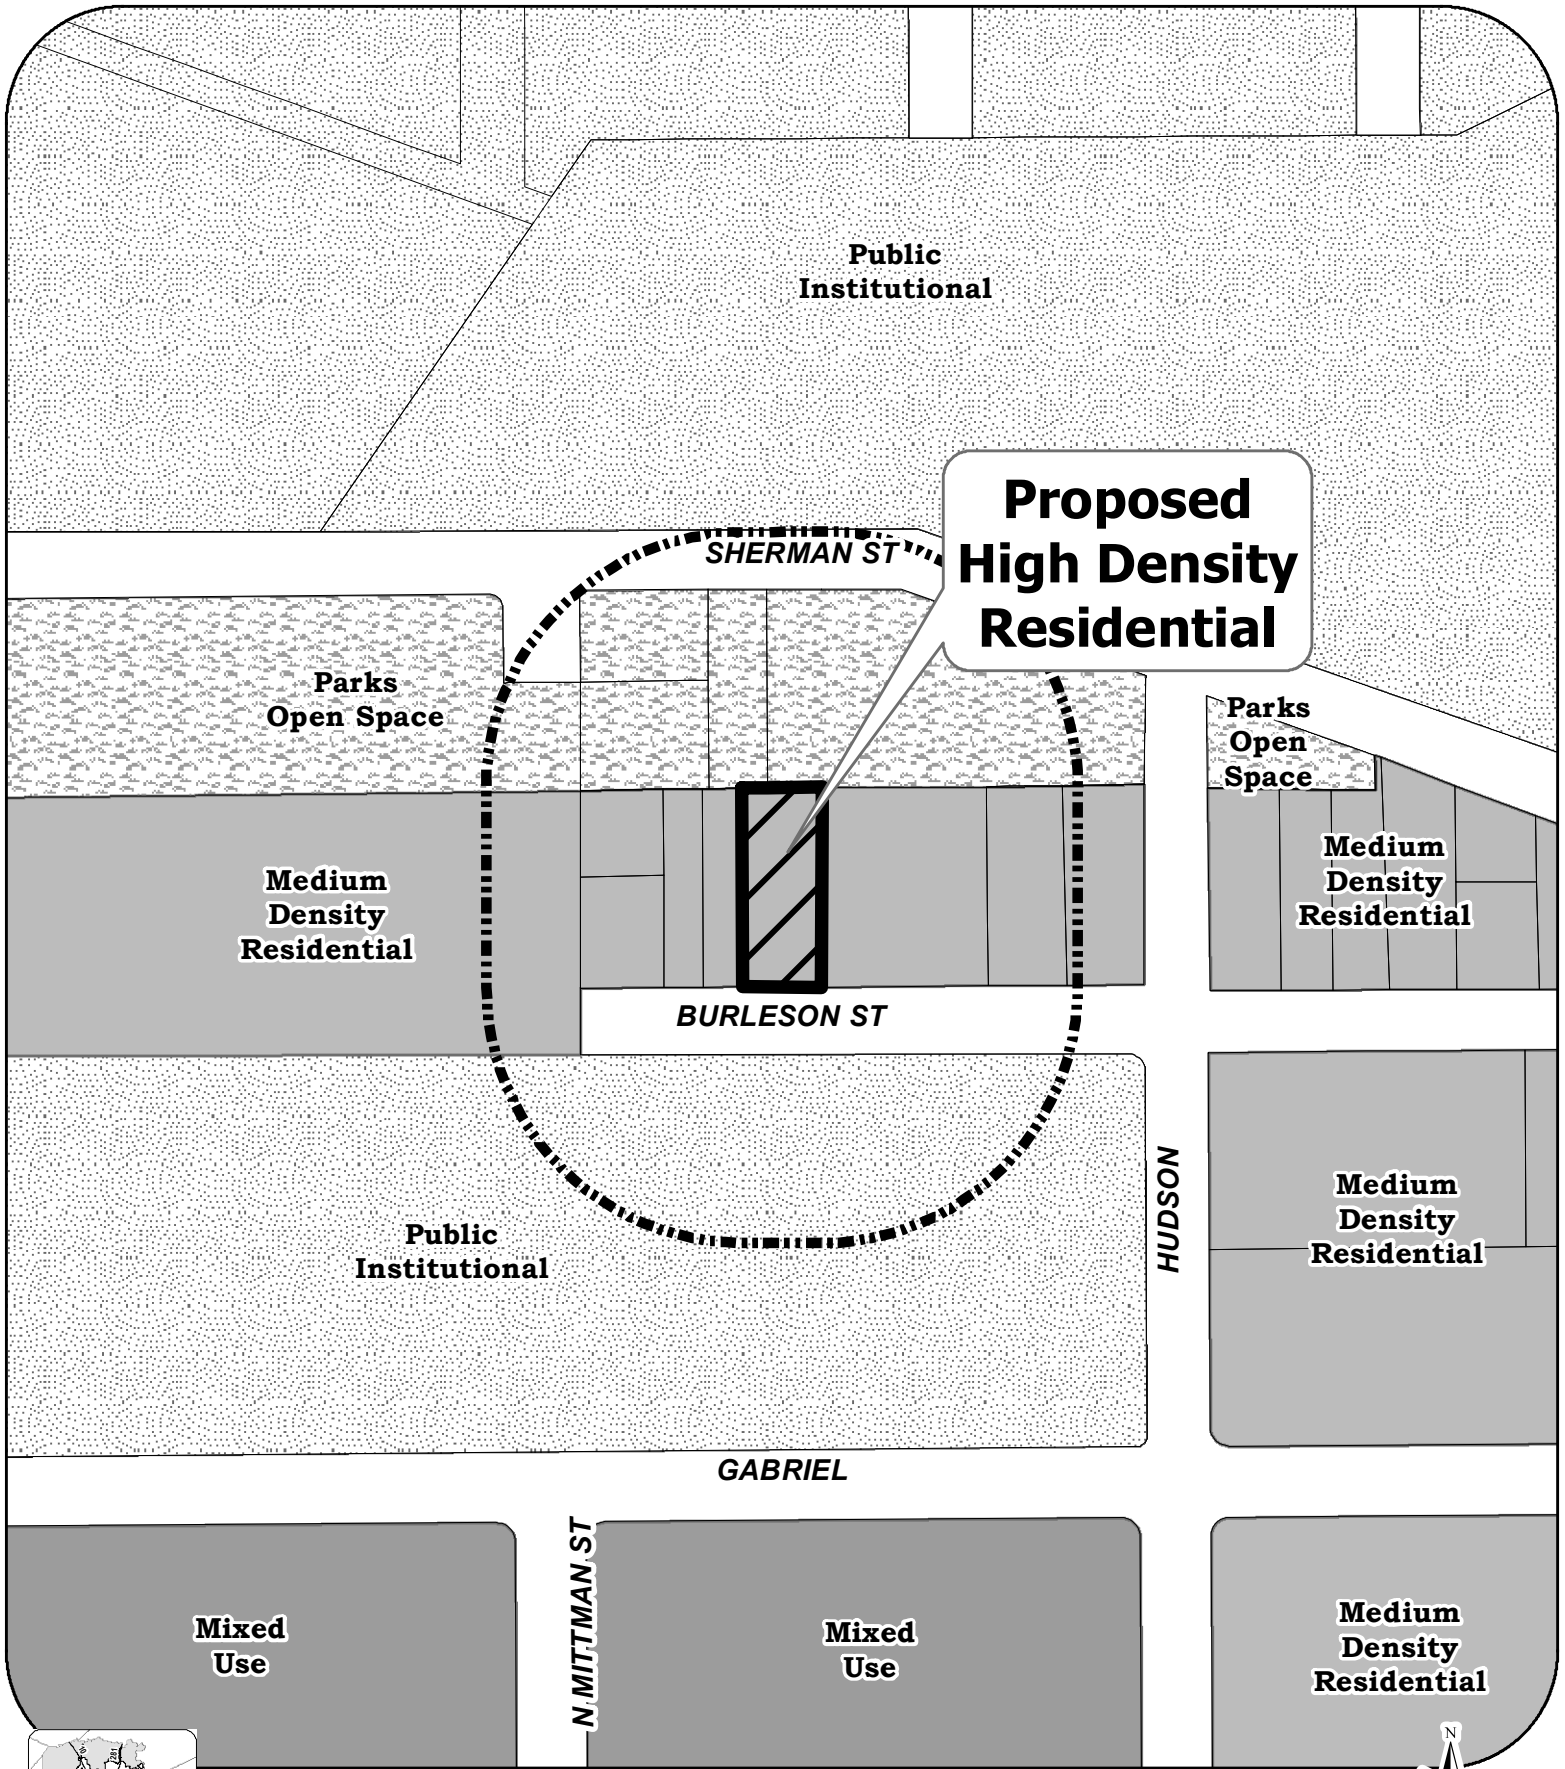 Public
Institutional
Proposed
High Density
Residential
SHERMAN ST
Parks
Open Space
Parks
Open
Space
Medium
Density
Residential
Medium
Density
Residential
BURLESON ST
HUDSON
Medium
Density
Residential
Public
Institutional
GABRIEL
N MITTMAN ST
Mixed
Use
Mixed
Use
Medium
Density
Residential
N
281